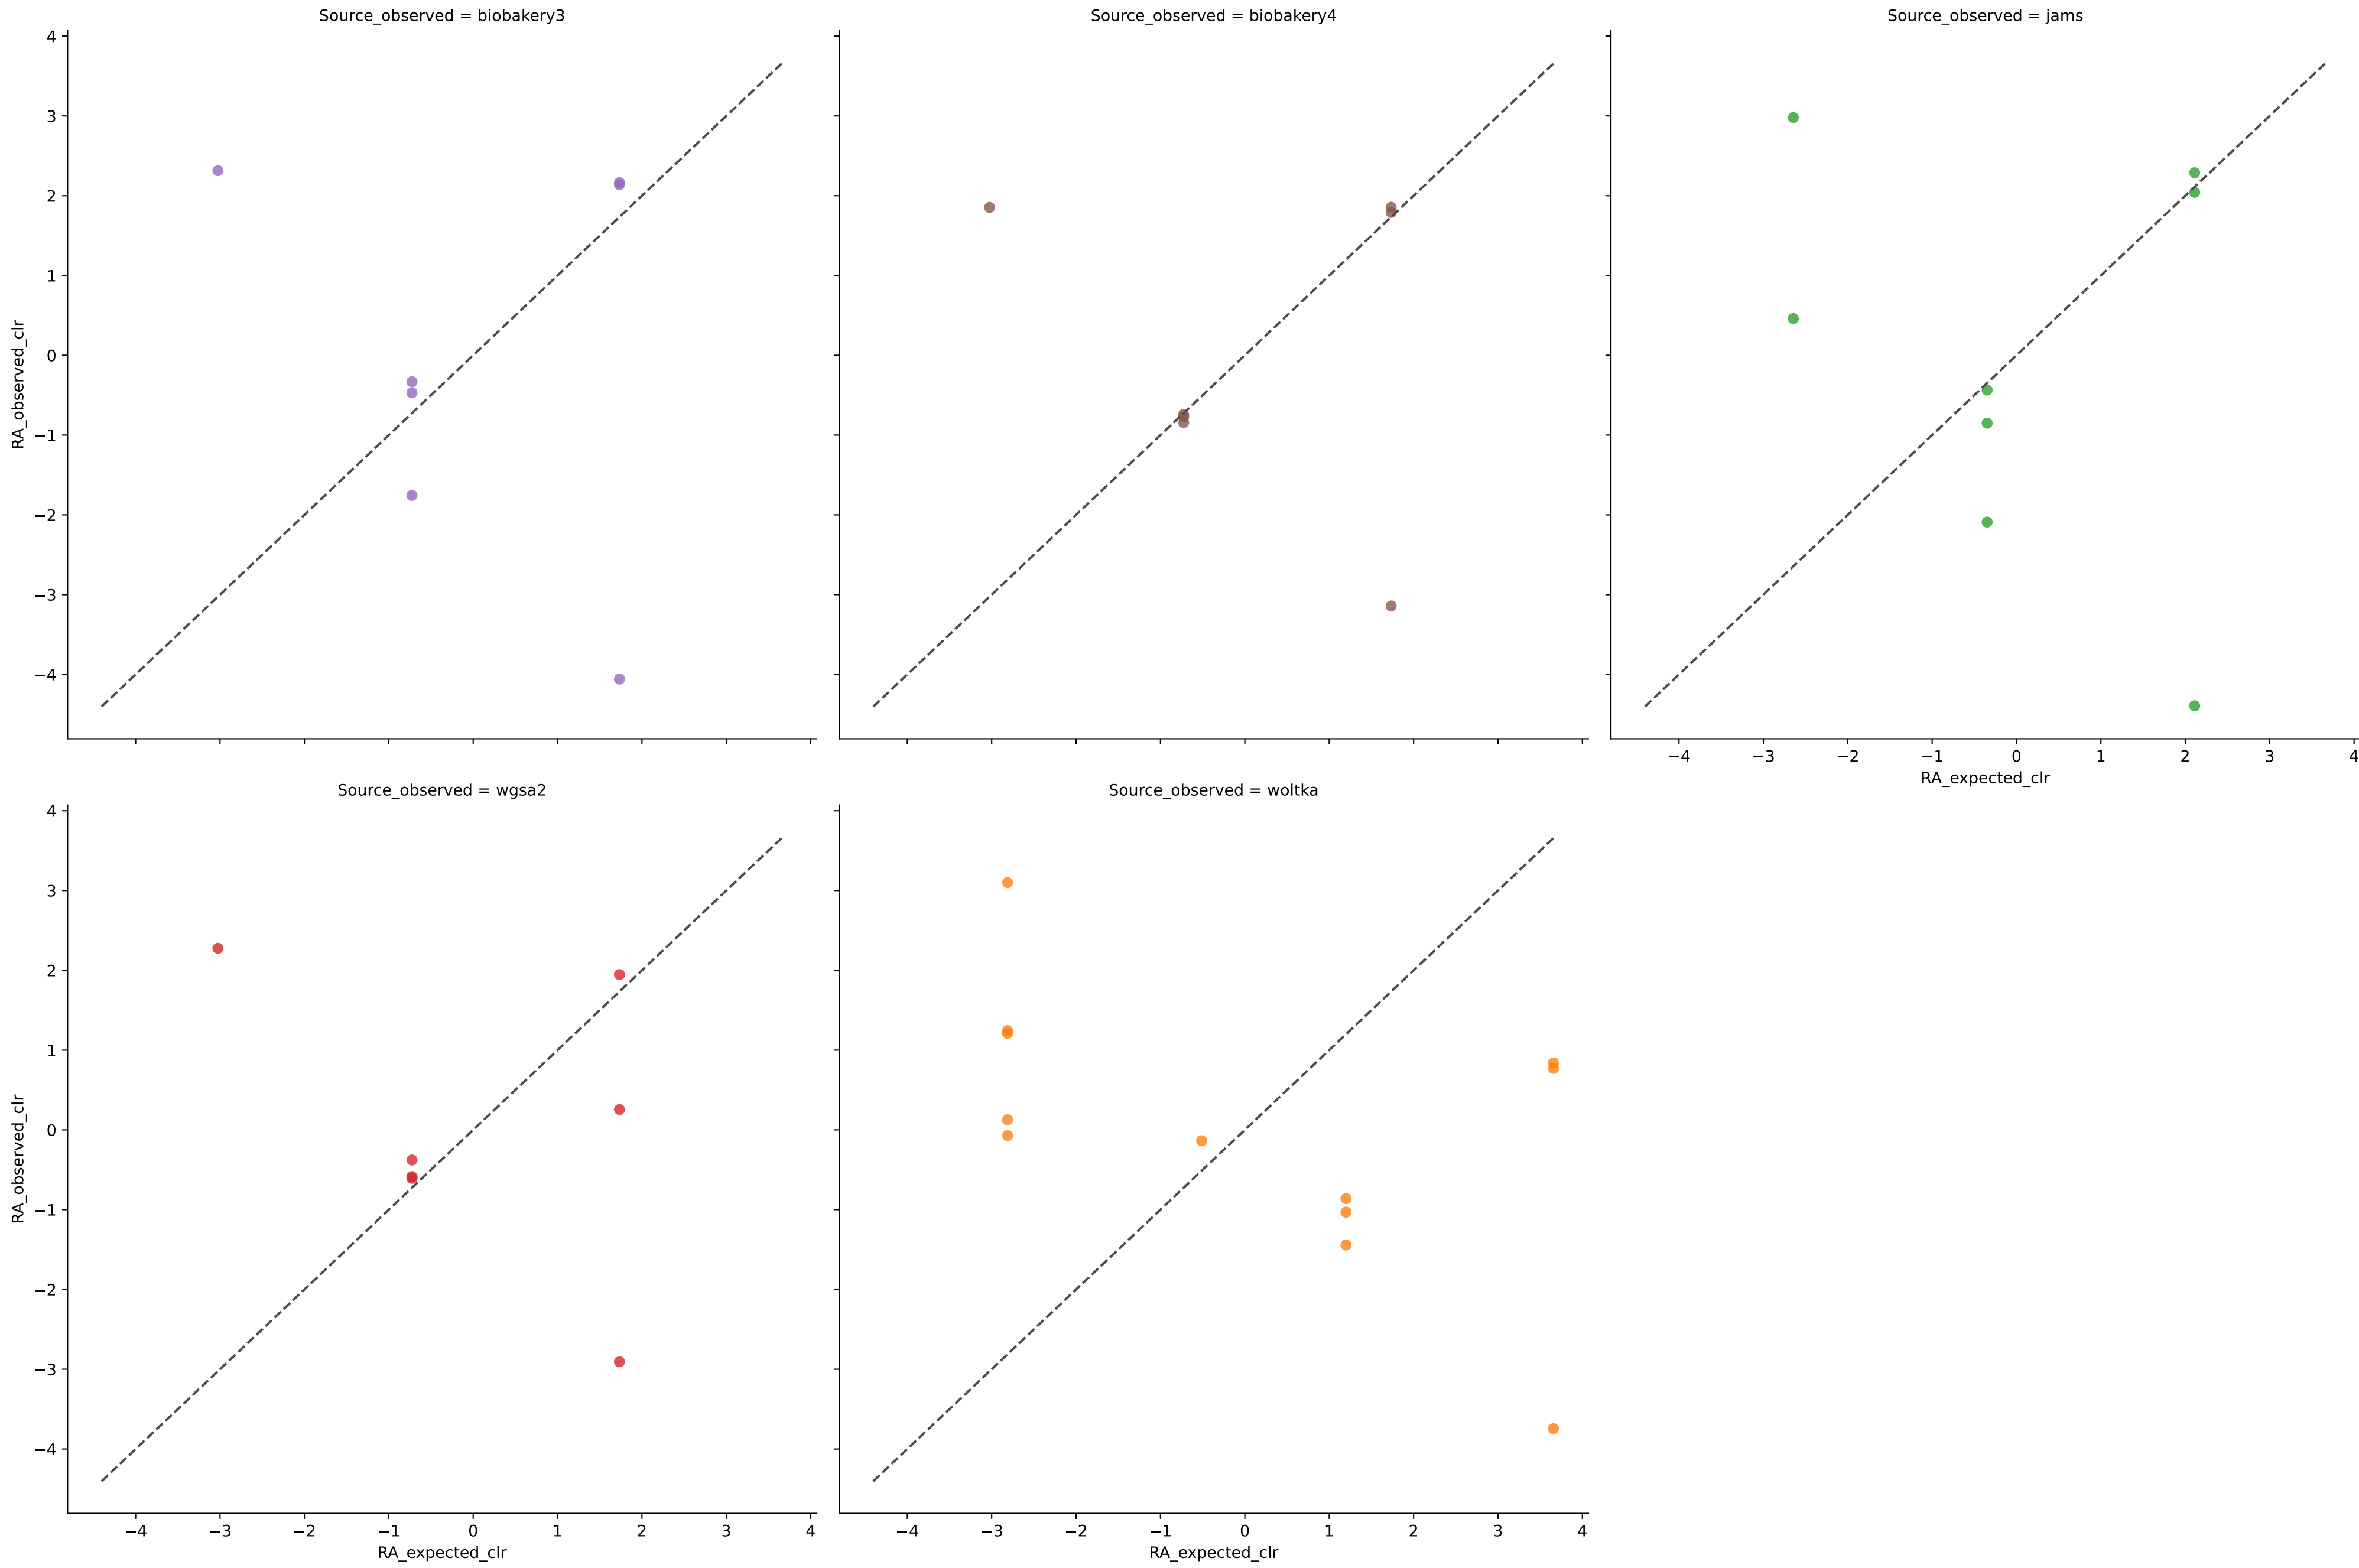 Source_observed = biobakery3
Source_observed = biobakery4
Source_observed = jams
4
3
2
1
0
−1
−2
−3
−4
RA_observed_clr
−4 −3 −2 −1 0 1 2 3 4
RA_expected_clr
Source_observed = wgsa2
Source_observed = woltka
4
3
2
1
0
−1
−2
−3
−4
RA_observed_clr
−4 −3 −2 −1 0 1 2 3 4
RA_expected_clr
−4 −3 −2 −1 0 1 2 3 4
RA_expected_clr